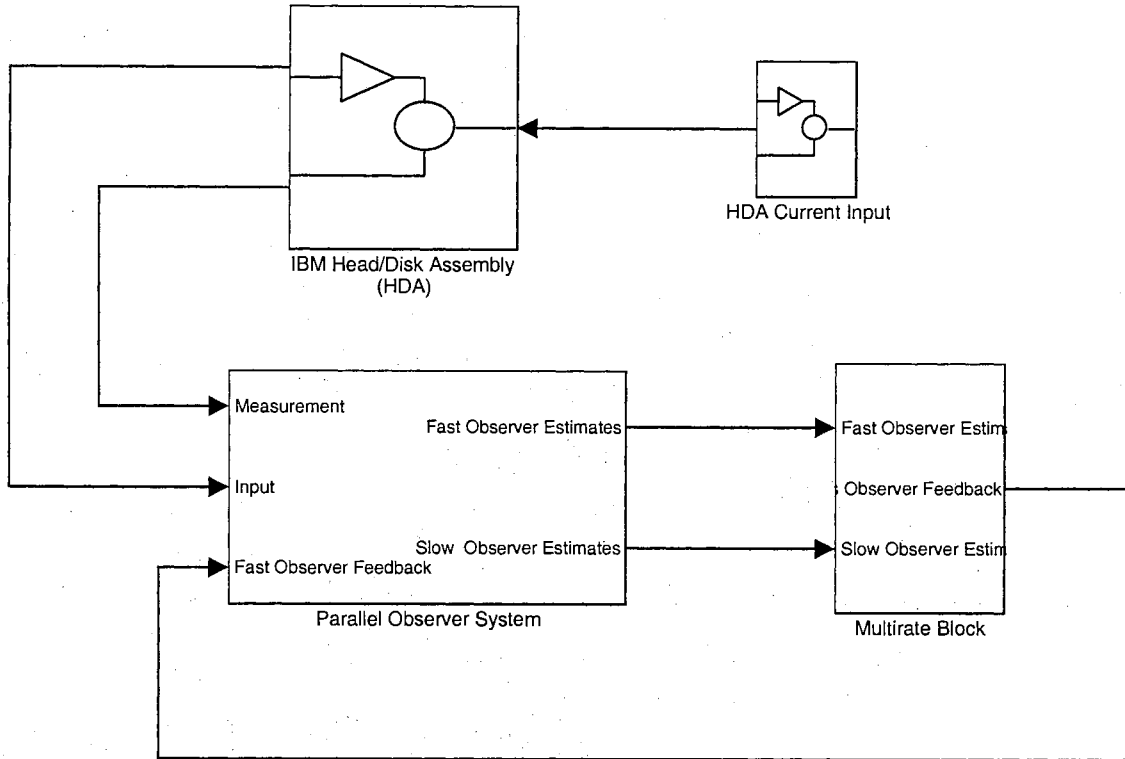 HDA Current Input
IBM Head/Disk Assembly
(HDA)
Measurement
Input
Fast Observer Feedback
Fast Observer Estimates
Slow Observer Estimates
Parallel Observer System
Fast Observer Estim
Observer Feedback
Slow Observer Estim
Multirate Block